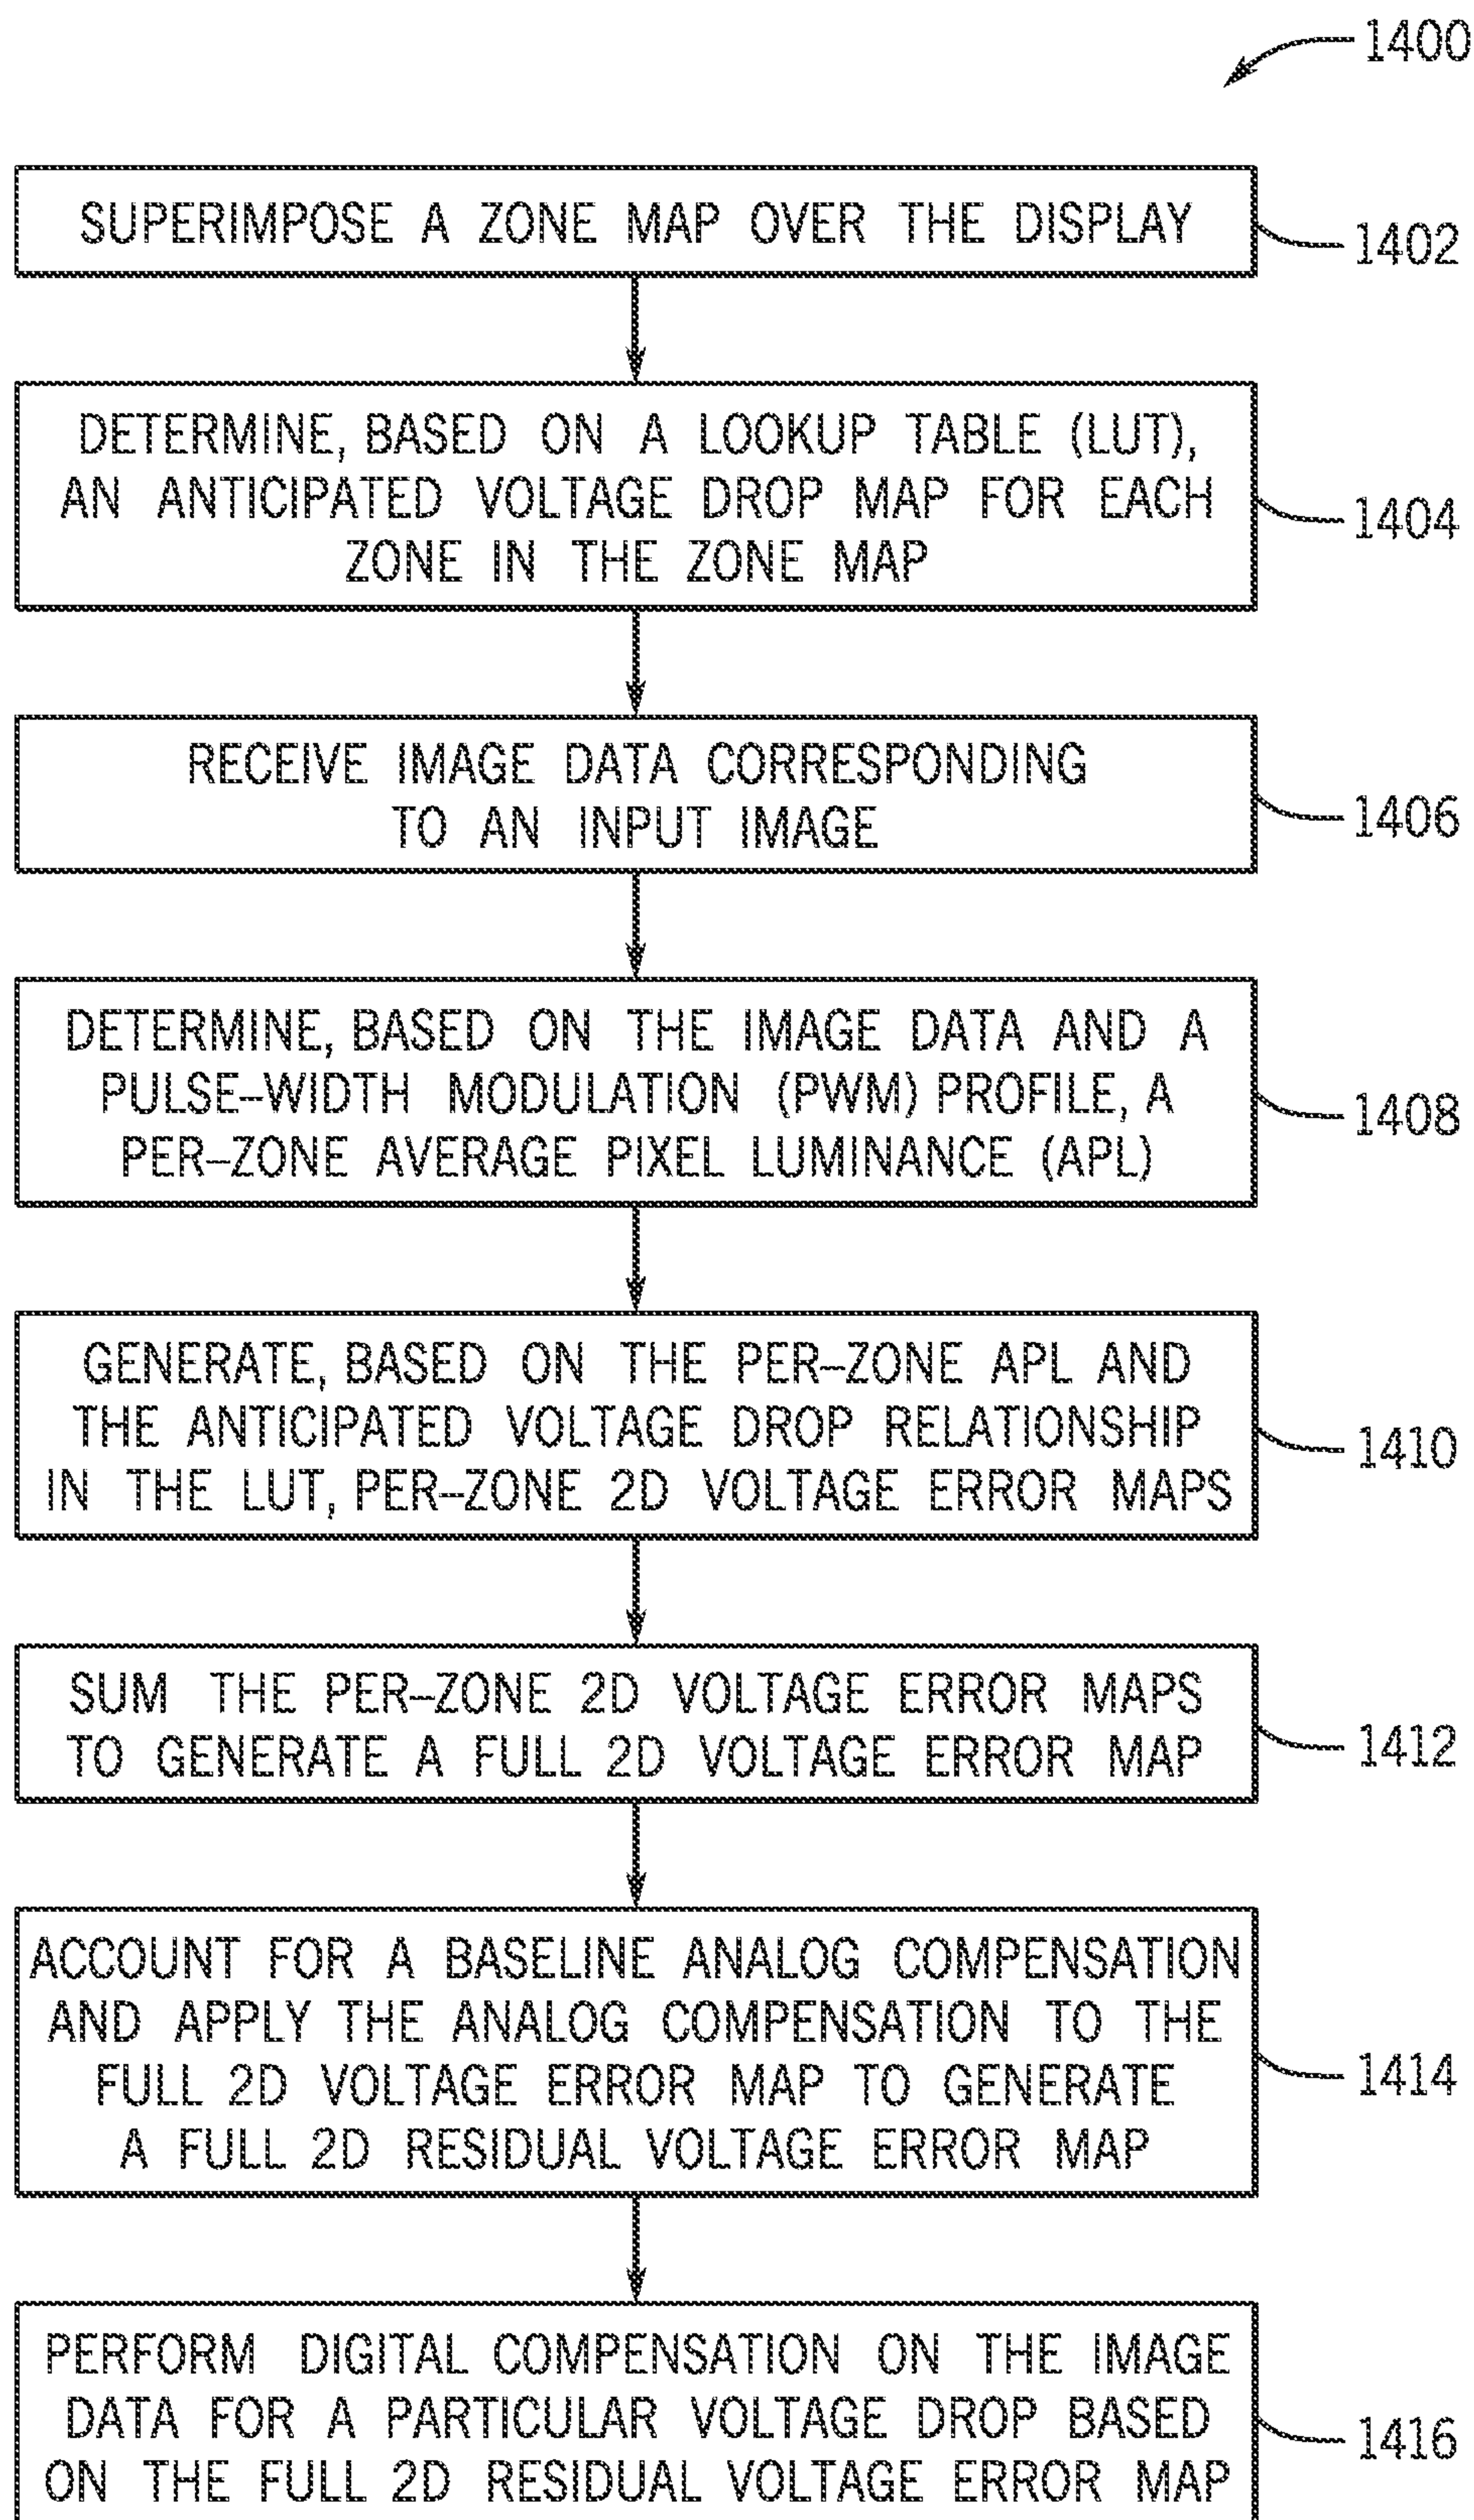 1400
SUPERIMPOSE A ZONE MAP OVER THE DISPLAY
1402
DETERMINE, BASED ON A LOOKUP TABLE (LUT),
AN ANTICIPATED VOLTAGE DROP MAP FOR EACH
ZONE IN THE ZONE MAP
1404
RECEIVE IMAGE DATA CORRESPONDING
TO AN INPUT IMAGE
1406
DETERMINE, BASED ON THE IMAGE DATA AND A
PULSE–WIDTH MODULATION (PWM) PROFILE, A
PER–ZONE AVERAGE PIXEL LUMINANCE (APL)
1408
GENERATE, BASED ON THE PER–ZONE APL AND
THE ANTICIPATED VOLTAGE DROP RELATIONSHIP
IN THE LUT, PER–ZONE 2D VOLTAGE ERROR MAPS
1410
SUM THE PER–ZONE 2D VOLTAGE ERROR MAPS
TO GENERATE A FULL 2D VOLTAGE ERROR MAP
1412
ACCOUNT FOR A BASELINE ANALOG COMPENSATION
AND APPLY THE ANALOG COMPENSATION TO THE
FULL 2D VOLTAGE ERROR MAP TO GENERATE
A FULL 2D RESIDUAL VOLTAGE ERROR MAP
1414
PERFORM DIGITAL COMPENSATION ON THE IMAGE
DATA FOR A PARTICULAR VOLTAGE DROP BASED
ON THE FULL 2D RESIDUAL VOLTAGE ERROR MAP
1416